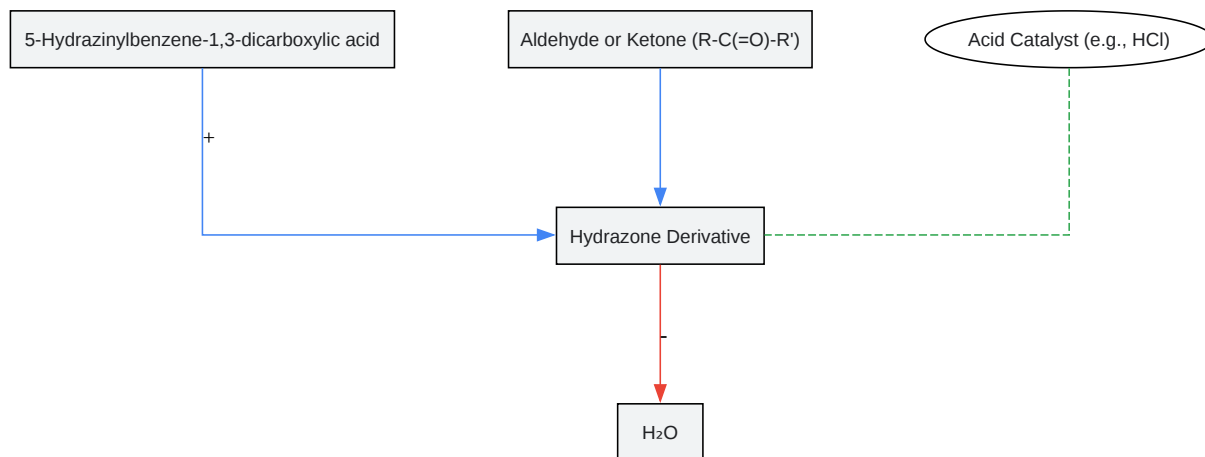 5-Hydrazinylbenzene-1,3-dicarboxylic acid
Aldehyde or Ketone (R-C(=O)-R')
Acid Catalyst (e.g., HCl)
+
Hydrazone Derivative
-
H₂O